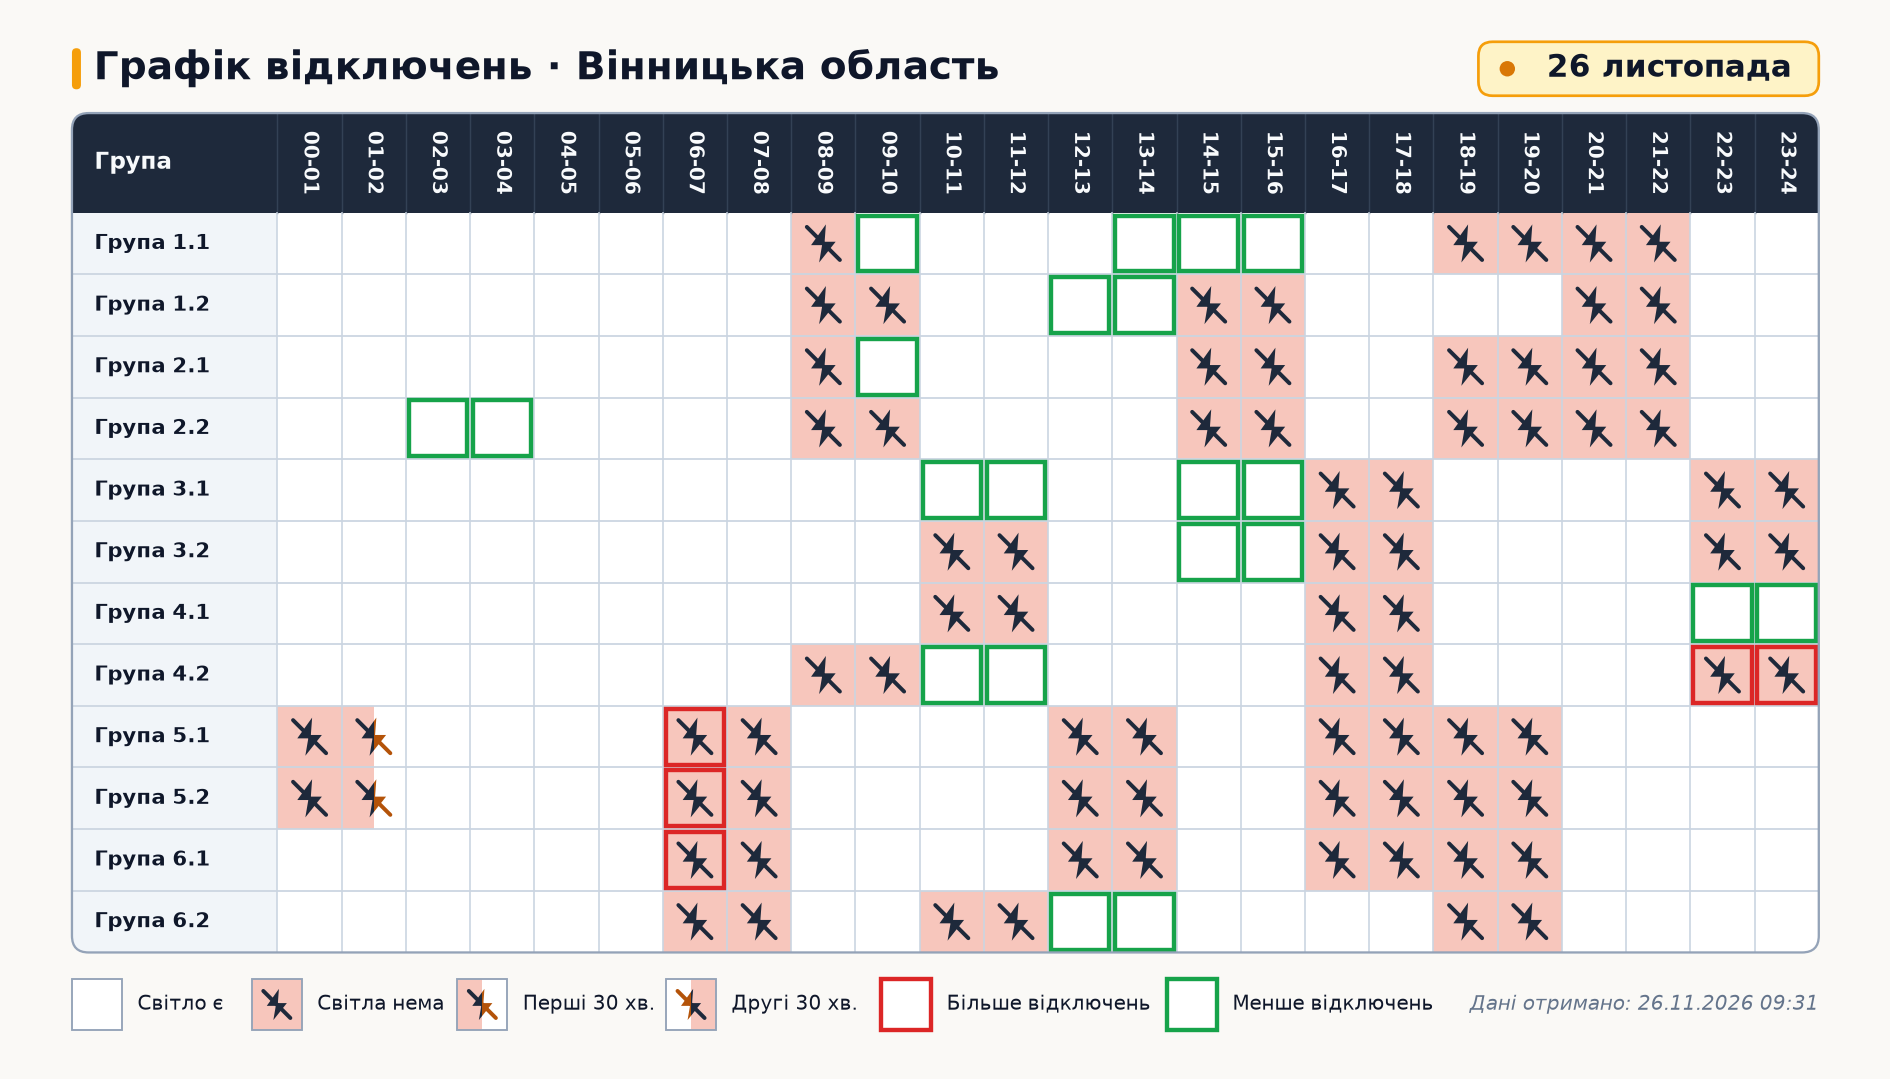 Графік відключень · Вінницька область
26 листопада
Група 00-01 01-02 02-03 03-04 04-05 05-06 06-07 07-08 08-09 09-10 10-11 11-12 12-13 13-14 14-15 15-16 16-17 17-18 18-19 19-20 20-21 21-22 22-23 23-24
Група 1.1
Група 1.2
Група 2.1
Група 2.2
Група 3.1
Група 3.2
Група 4.1
Група 4.2
Група 5.1
Група 5.2
Група 6.1
Група 6.2
Світло є Світла нема Перші 30 хв. Другі 30 хв. Більше відключень Менше відключень Дані отримано: 26.11.2026 09:31